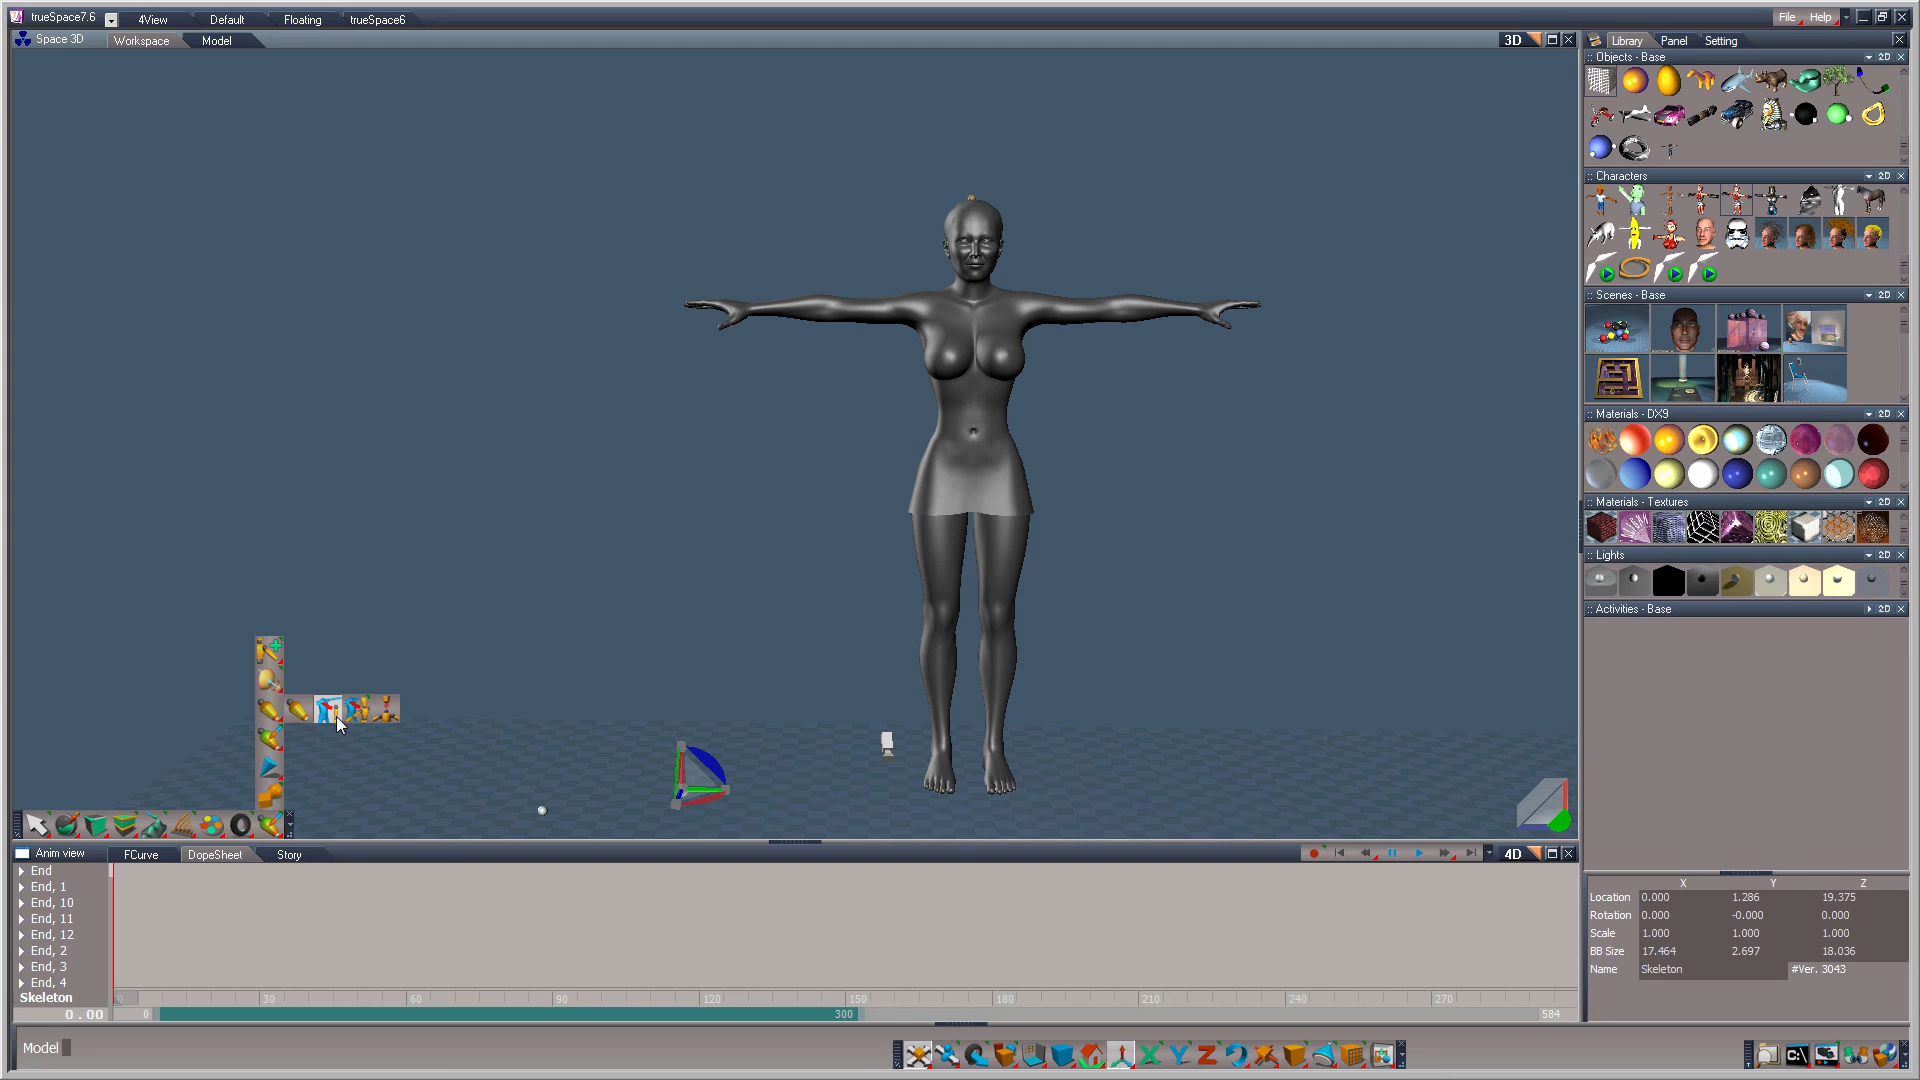 trueSpace7.6 4View Default Floating trueSpace6 File Help
Space 3D Workspace Model 3D
Library Panel Setting
:: Objects - Base 2D
:: Characters 2D
:: Scenes - Base 2D
:: Materials - DX9 2D
:: Materials - Textures 2D
:: Lights 2D
:: Activities - Base 2D
Anim view FCurve DopeSheet Story 4D
End
End, 1
End, 10
End, 11
End, 12
End, 2
End, 3
End, 4
Skeleton 0 30 60 90 120 150 180 210 240 270
0.00 0 300 584
X Y Z
Location 0.000 1.286 19.375
Rotation 0.000 -0.000 0.000
Scale 1.000 1.000 1.000
BB Size 17.464 2.697 18.036
Name Skeleton #Ver. 3043
Model
X Y Z
C:\